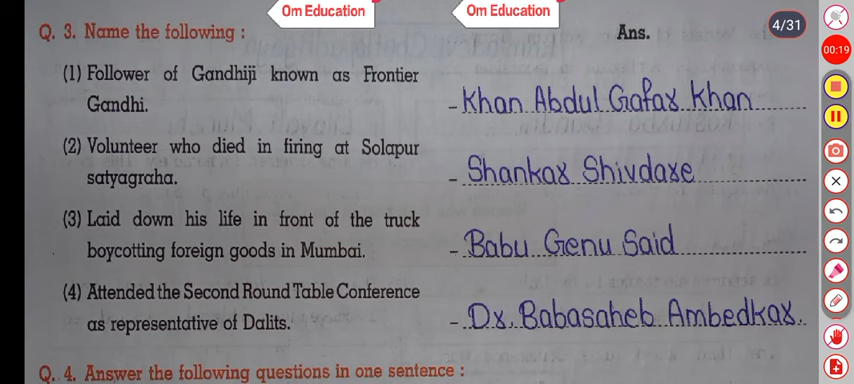 Om Education
Om Education
4/31
Q. 3. Name the following :
Ans.
00:19
(1) Follower of Gandhiji known as Frontier
Gandhi.
- Khan Abdul Gafar Khan
(2) Volunteer who died in firing at Solapur
satyagraha.
- Shankar Shivdare
(3) Laid down his life in front of the truck
boycotting foreign goods in Mumbai.
- Babu Genu Said
(4) Attended the Second Round Table Conference
as representative of Dalits.
- Dr. Babasaheb Ambedkar.
Q. 4. Answer the following questions in one sentence :